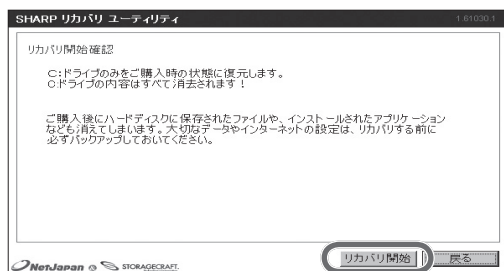 SHARP リカバリ ユーティリティ
1.61030.1
リカバリ開始確認
C:ドライブのみをご購入時の状態に復元します。
C:ドライブの内容はすべて消去されます!
ご購入後にハードディスクに保存されたファイルや、インストールされたアプリケーション
なども消えてしまいます。大切なデータやインターネットの設定は、リカバリする前に
必ずバックアップしておいてください。
NetJapan
STORAGECRAFT.
リカバリ開始
戻る